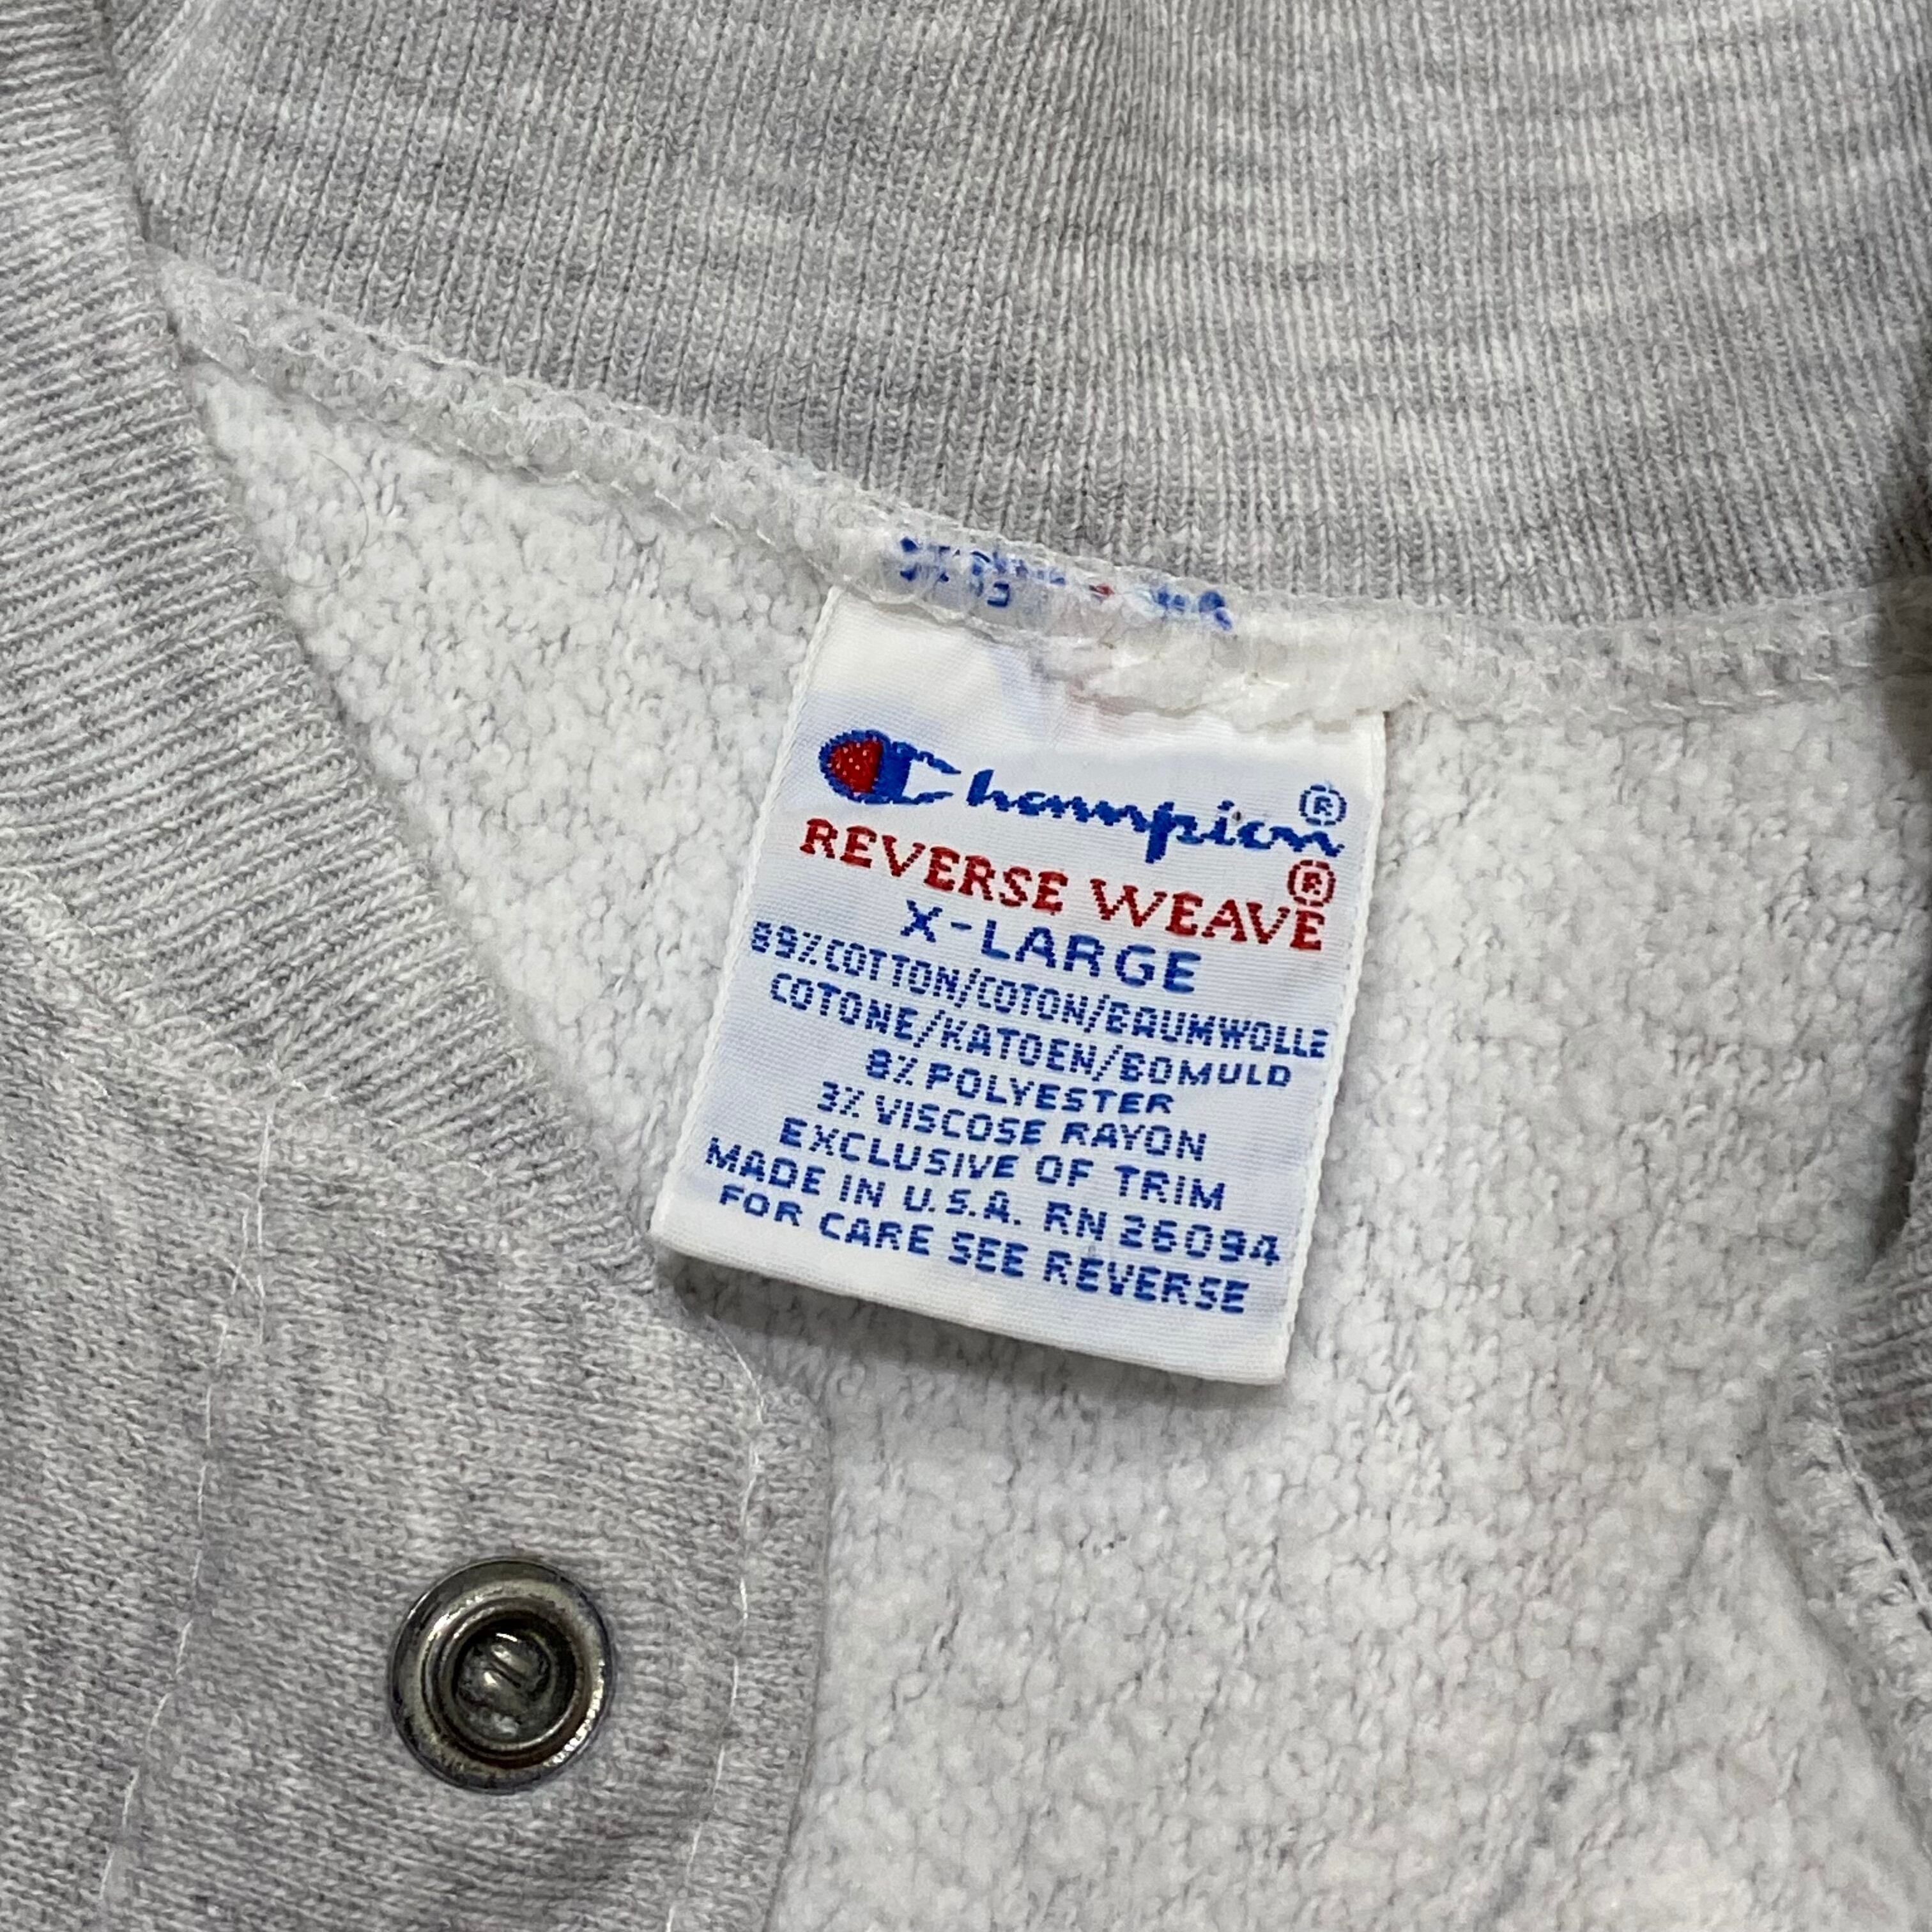 Champion®
REVERSE WEAVE®
X-LARGE
89% COTTON/COTON/BAUMWOLLE
COTONE/KATOEN/BOMULD
8% POLYESTER
3% VISCOSE RAYON
EXCLUSIVE OF TRIM
MADE IN U.S.A. RN 26094
FOR CARE SEE REVERSE